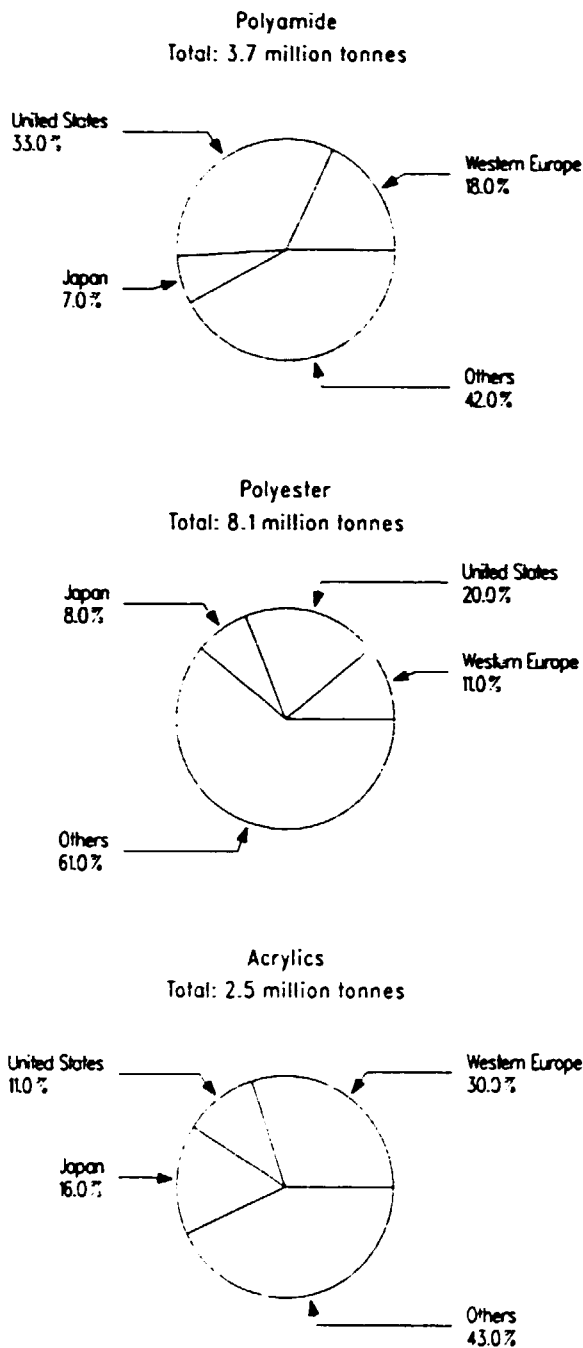 Polyamide
Total: 3.7 million tonnes
United States
33.0%
Western Europe
18.0%
Japan
7.0%
Others
42.0%
Polyester
Total: 8.1 million tonnes
Japan
8.0%
United States
20.0%
Western Europe
11.0%
Others
61.0%
Acrylics
Total: 2.5 million tonnes
United States
11.0%
Western Europe
30.0%
Japan
16.0%
Others
43.0%